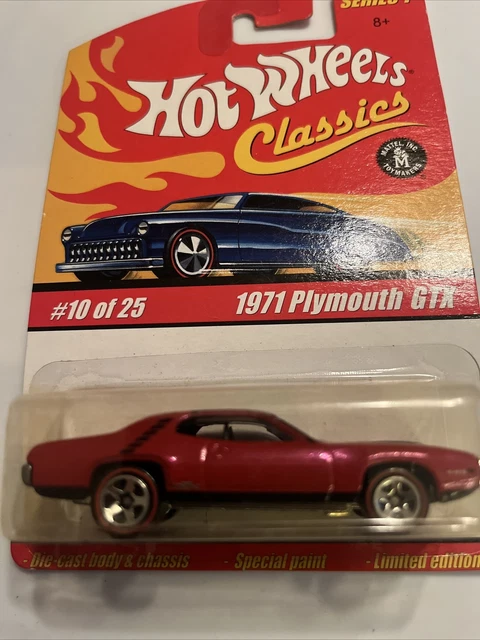 SERIES 1
8+
Hot Wheels
Classics
MATTEL, INC.
M
TOYMAKERS
#10 of 25
1971 Plymouth GTX
- Die-cast body & chassis - Special paint - Limited edition